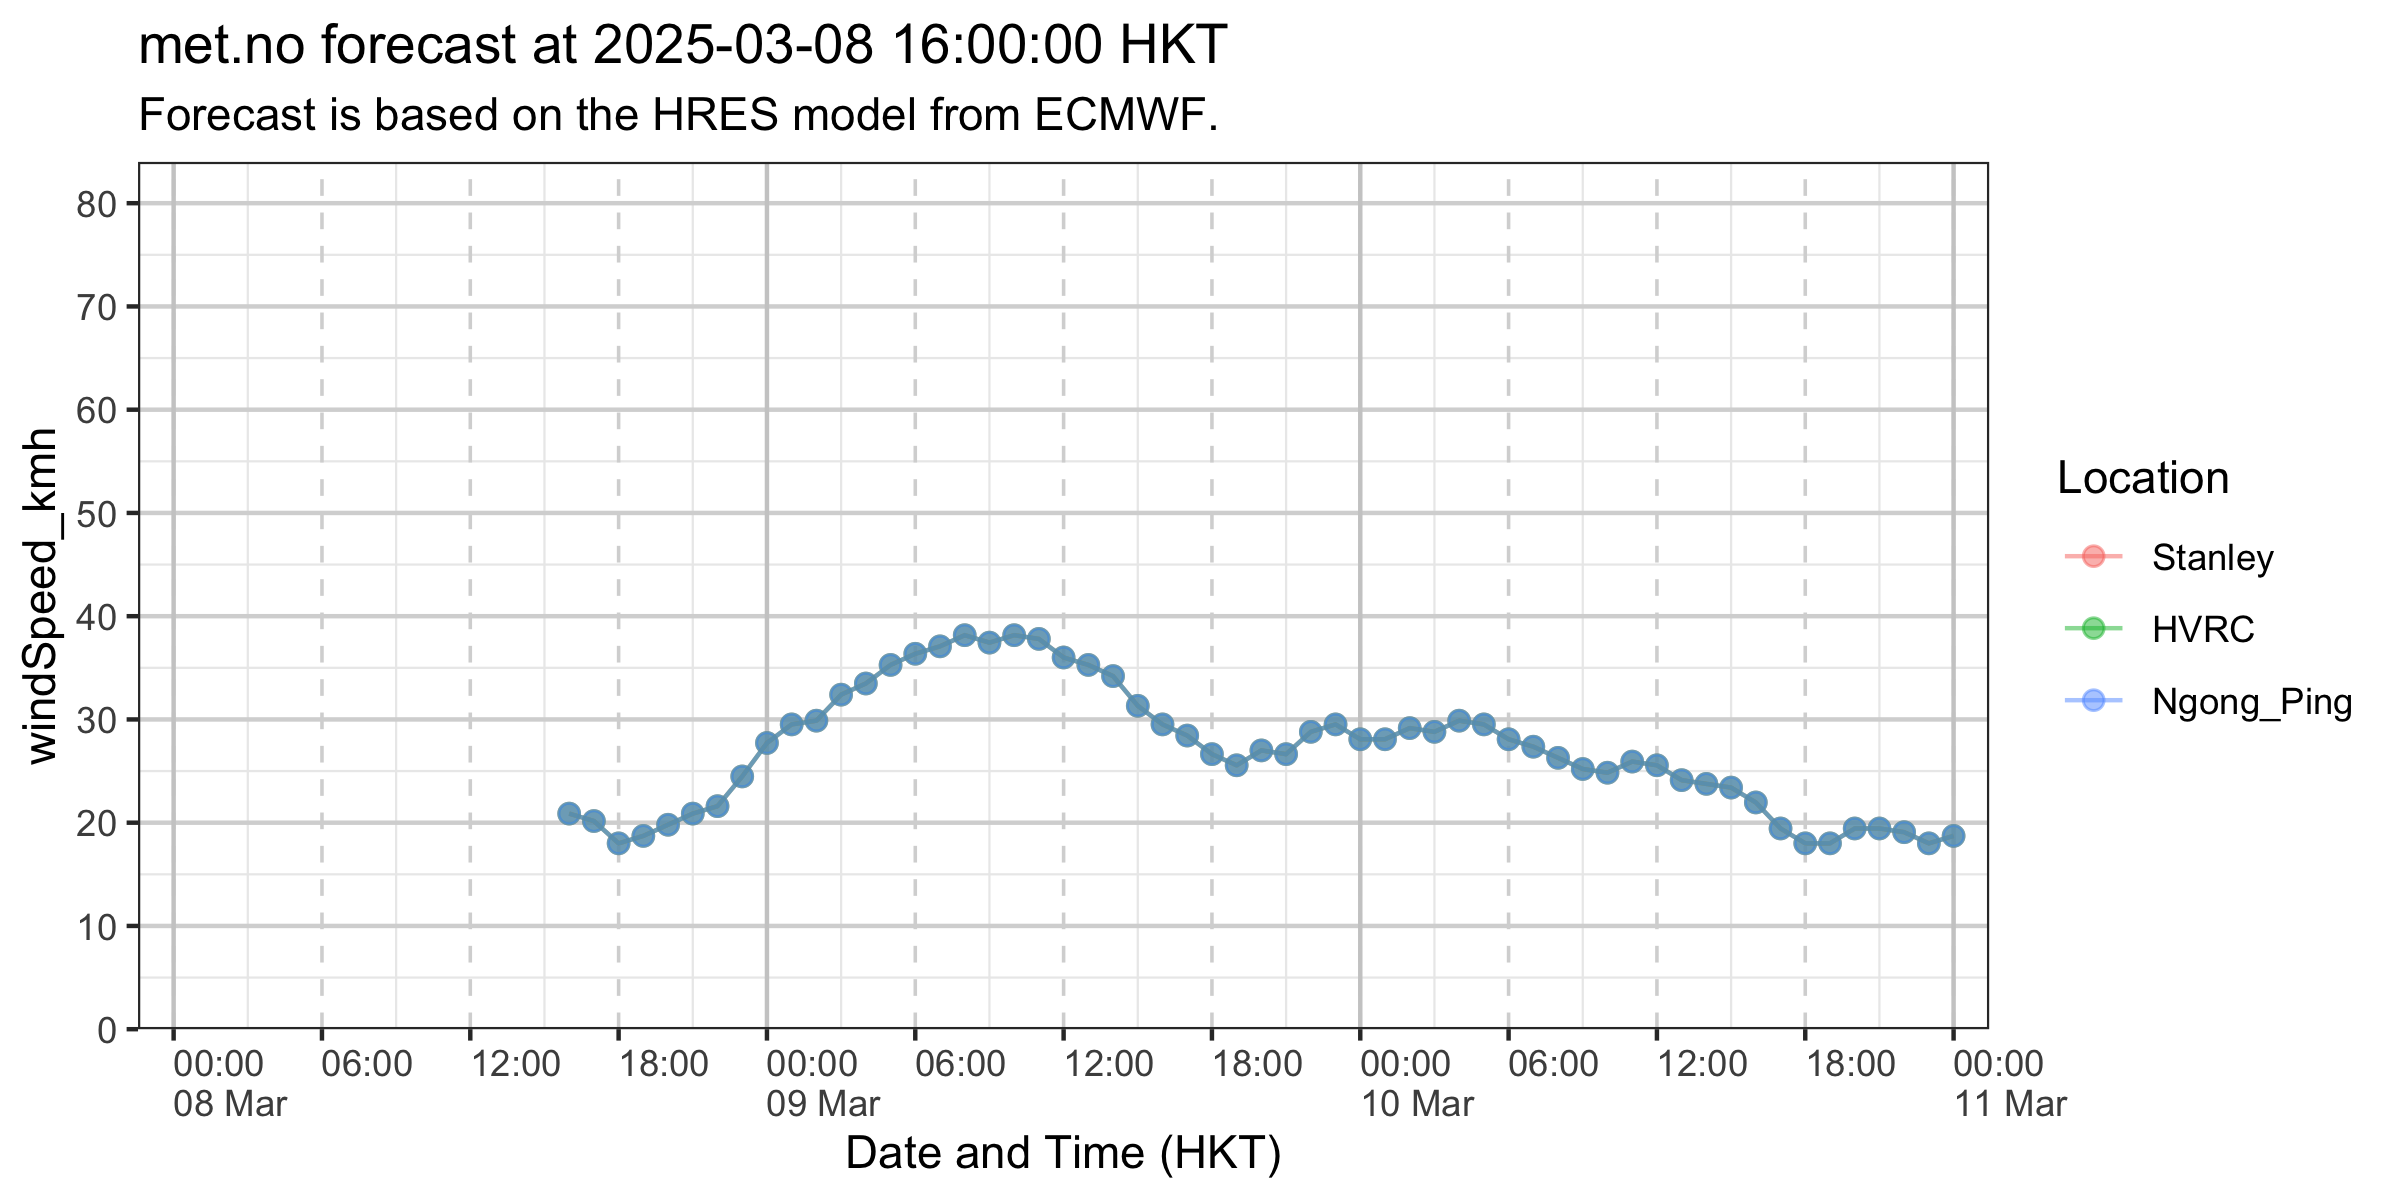 met.no forecast at 2025-03-08 16:00:00 HKT
Forecast is based on the HRES model from ECMWF.
windSpeed_kmh
80
70
60
50
40
30
20
10
0
00:00 06:00 12:00 18:00 00:00 06:00 12:00 18:00 00:00 06:00 12:00 18:00 00:00
08 Mar 09 Mar 10 Mar 11 Mar
Date and Time (HKT)
Location
Stanley
HVRC
Ngong_Ping